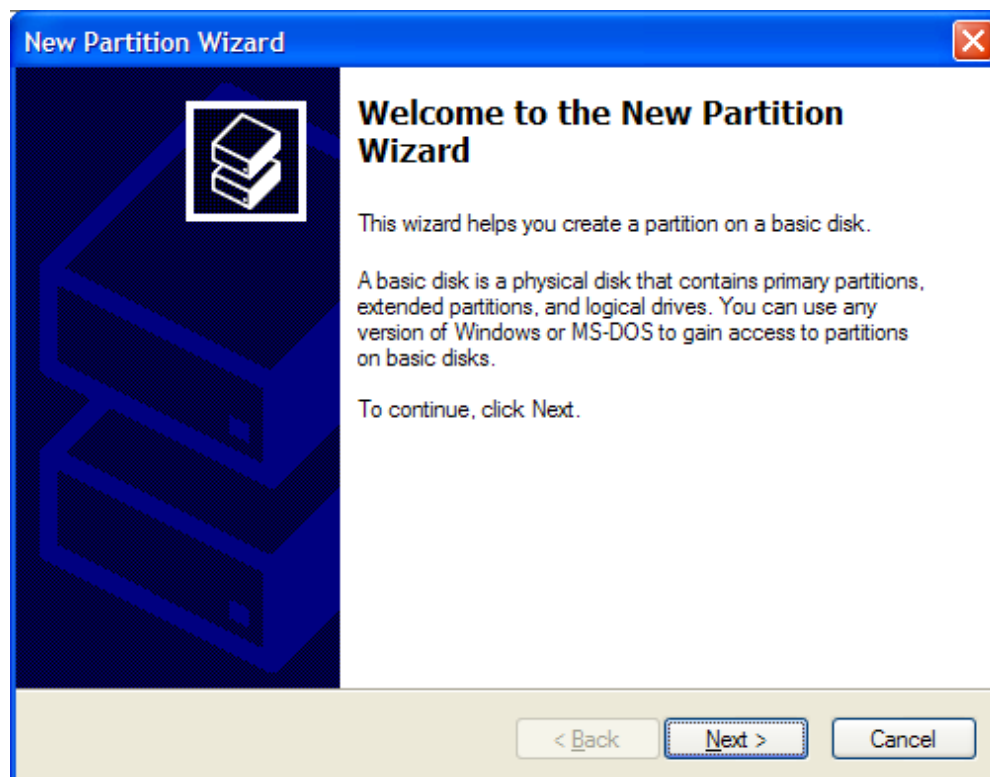 New Partition Wizard
Welcome to the New Partition
Wizard
This wizard helps you create a partition on a basic disk.
A basic disk is a physical disk that contains primary partitions,
extended partitions, and logical drives. You can use any
version of Windows or MS-DOS to gain access to partitions
on basic disks.
To continue, click Next.
< Back Next > Cancel